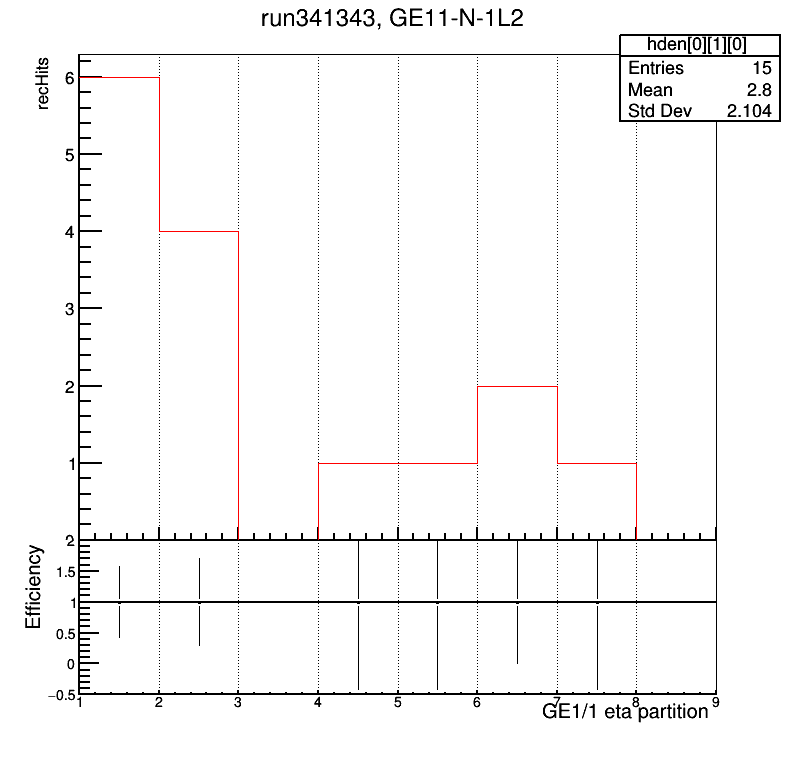 run341343, GE11-N-1L2
hden[0][1][0]
Entries 15
Mean 2.8
Std Dev 2.104
recHits
6
5
4
3
2
1
Efficiency
2
1.5
1
0.5
0
−0.5
1 2 3 4 5 6 7 8 9
GE1/1 eta partition